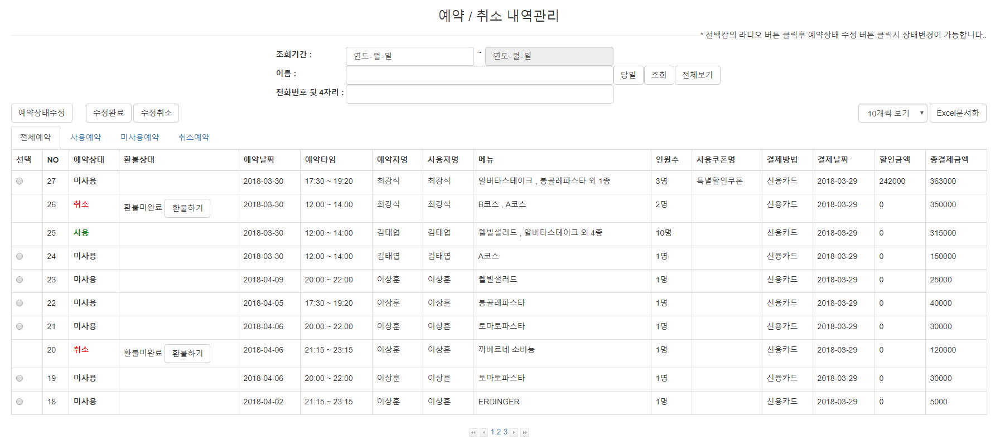 예약 / 취소 내역관리
* 선택칸의 라디오 버튼 클릭후 예약상태 수정 버튼 클릭시 상태변경이 가능합니다..
조회기간 : 연도-월-일 ~ 연도-월-일
이름 : 당일 조회 전체보기
전화번호 뒷 4자리 :
예약상태수정 수정완료 수정취소 10개씩 보기 Excel문서화
전체예약 사용예약 미사용예약 취소예약
선택 NO 예약상태 환불상태 예약날짜 예약타임 예약자명 사용자명 메뉴 인원수 사용쿠폰명 결제방법 결제날짜 할인금액 총결제금액
27 미사용 2018-03-30 17:30 ~ 19:20 최강식 최강식 알버타스테이크 , 봉골레파스타 외 1종 3명 특별할인쿠폰 신용카드 2018-03-29 242000 363000
26 취소 환불미완료 환불하기 2018-03-30 12:00 ~ 14:00 최강식 최강식 B코스 , A코스 2명 신용카드 2018-03-29 0 350000
25 사용 2018-03-30 12:00 ~ 14:00 김태엽 김태엽 웰빌샐러드 , 알버타스테이크 외 4종 10명 신용카드 2018-03-29 0 315000
24 미사용 2018-03-30 12:00 ~ 14:00 김태엽 김태엽 A코스 1명 신용카드 2018-03-29 0 150000
23 미사용 2018-04-09 20:00 ~ 22:00 이상훈 이상훈 웰빌샐러드 1명 신용카드 2018-03-29 0 25000
22 미사용 2018-04-05 17:30 ~ 19:20 이상훈 이상훈 봉골레파스타 1명 신용카드 2018-03-29 0 40000
21 미사용 2018-04-06 20:00 ~ 22:00 이상훈 이상훈 토마토파스타 1명 신용카드 2018-03-29 0 30000
20 취소 환불미완료 환불하기 2018-04-06 21:15 ~ 23:15 이상훈 이상훈 까베르네 소비뇽 1명 신용카드 2018-03-29 0 120000
19 미사용 2018-04-06 20:00 ~ 22:00 이상훈 이상훈 토마토파스타 1명 신용카드 2018-03-29 0 30000
18 미사용 2018-04-02 21:15 ~ 23:15 이상훈 이상훈 ERDINGER 1명 신용카드 2018-03-29 0 5000
1 2 3